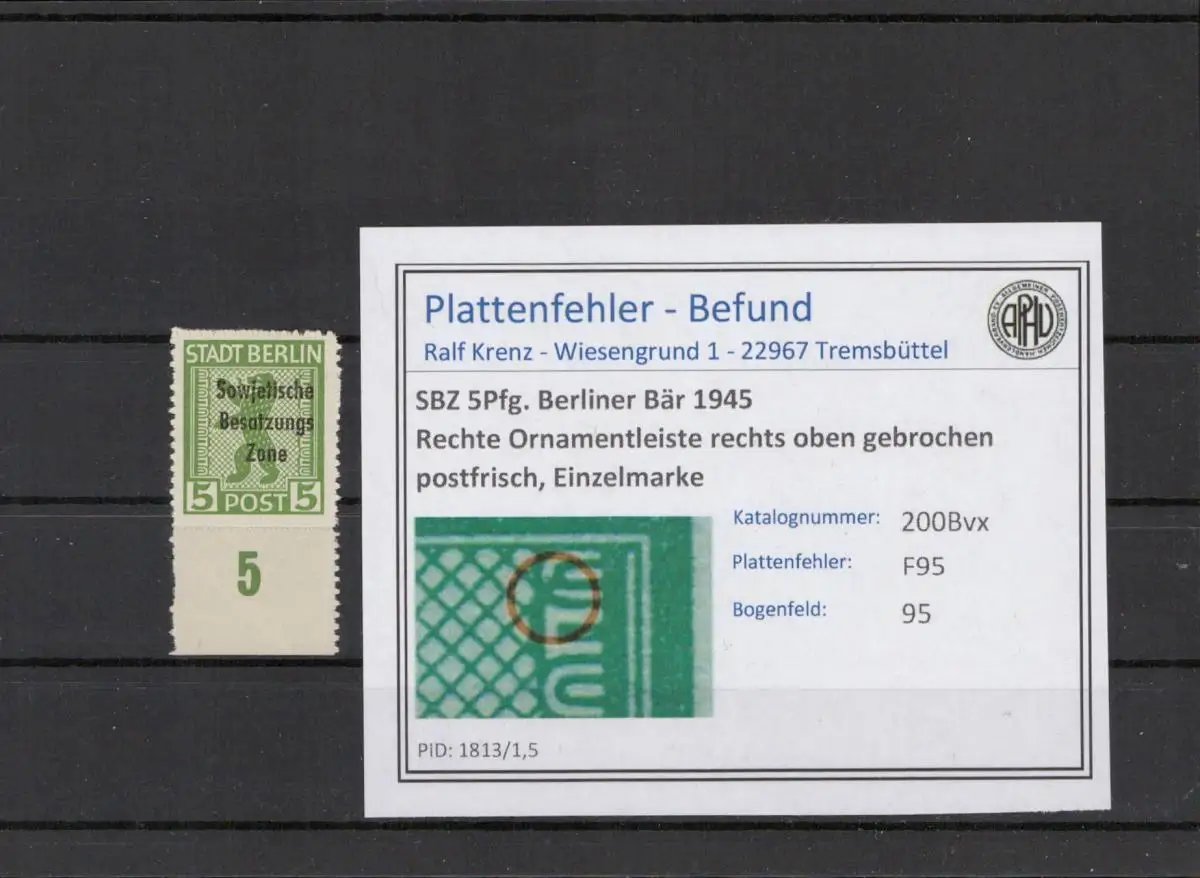 STADT BERLIN
Sowjetische
Besatzungs
Zone
5 POST 5
5
Plattenfehler - Befund
Ralf Krenz - Wiesengrund 1 - 22967 Tremsbüttel
APHV
SBZ 5Pfg. Berliner Bär 1945
Rechte Ornamentleiste rechts oben gebrochen
postfrisch, Einzelmarke
Katalognummer: 200Bvx
Plattenfehler: F95
Bogenfeld: 95
PiD: 1813/1,5